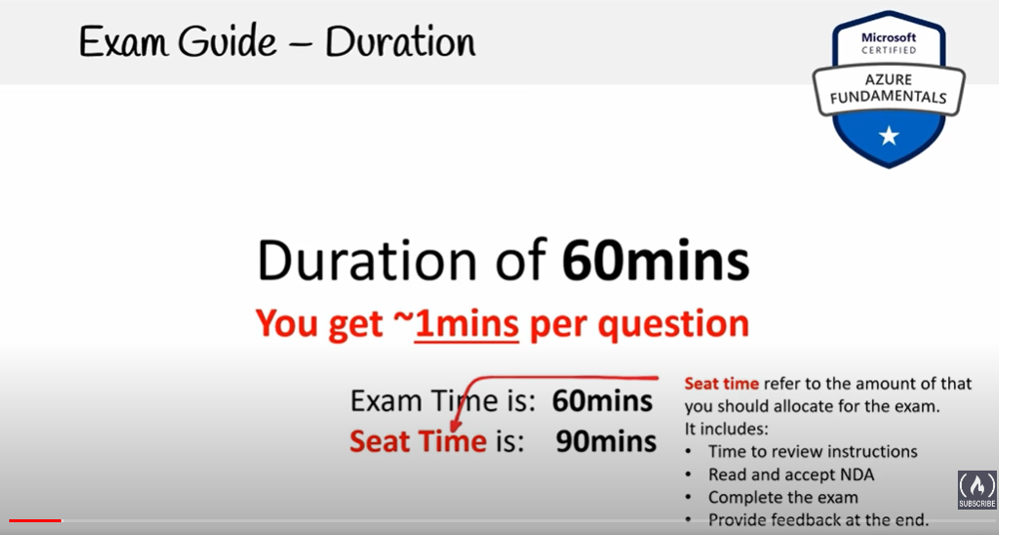 Exam Guide – Duration
Microsoft
CERTIFIED
AZURE
FUNDAMENTALS
Duration of 60mins
You get ~1mins per question
Exam Time is: 60mins
Seat Time is: 90mins
Seat time refer to the amount of that
you should allocate for the exam.
It includes:
• Time to review instructions
• Read and accept NDA
• Complete the exam
• Provide feedback at the end.
SUBSCRIBE